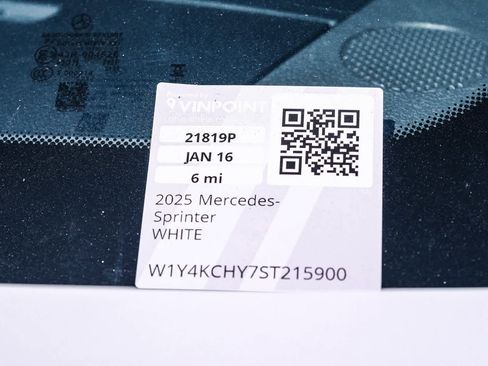 VINPOINT
21819P
JAN 16
6 mi
2025 Mercedes-
Sprinter
WHITE
W1Y4KCHY7ST215900